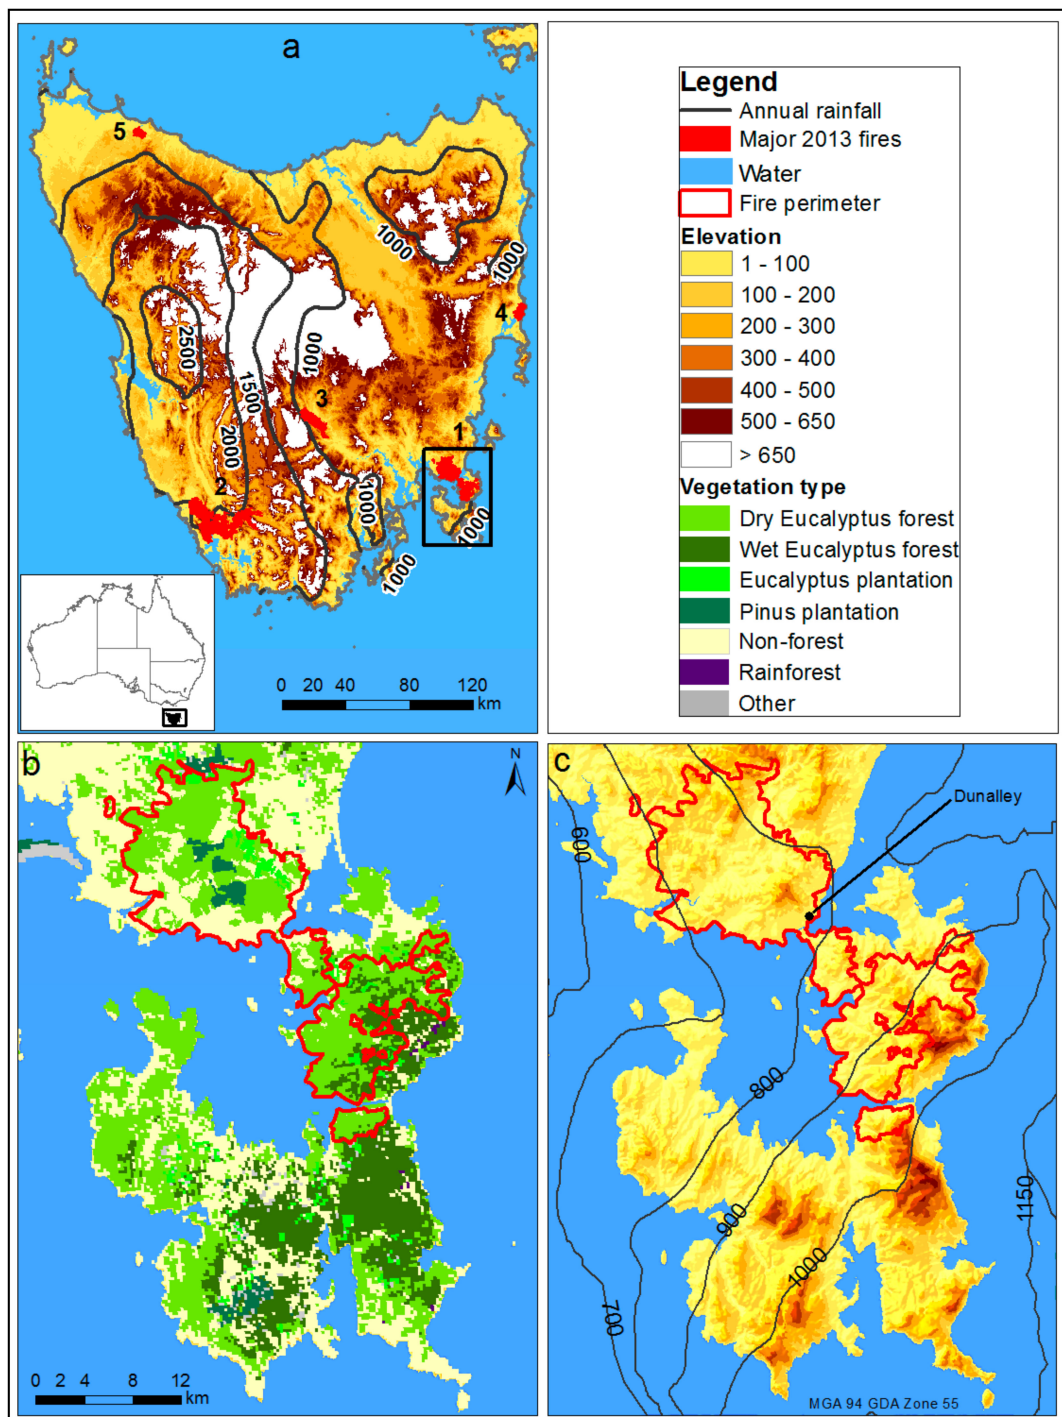 a
5
1000
1000
4
2500
1000
1500
3
2000
1
2
1000
1000
1000
0 20 40 80 120
km
Legend
Annual rainfall
Major 2013 fires
Water
Fire perimeter
Elevation
1 - 100
100 - 200
200 - 300
300 - 400
400 - 500
500 - 650
> 650
Vegetation type
Dry Eucalyptus forest
Wet Eucalyptus forest
Eucalyptus plantation
Pinus plantation
Non-forest
Rainforest
Other
b
N
0 2 4 8 12
km
c
Dunalley
600
800
900
1000
1150
700
MGA 94 GDA Zone 55